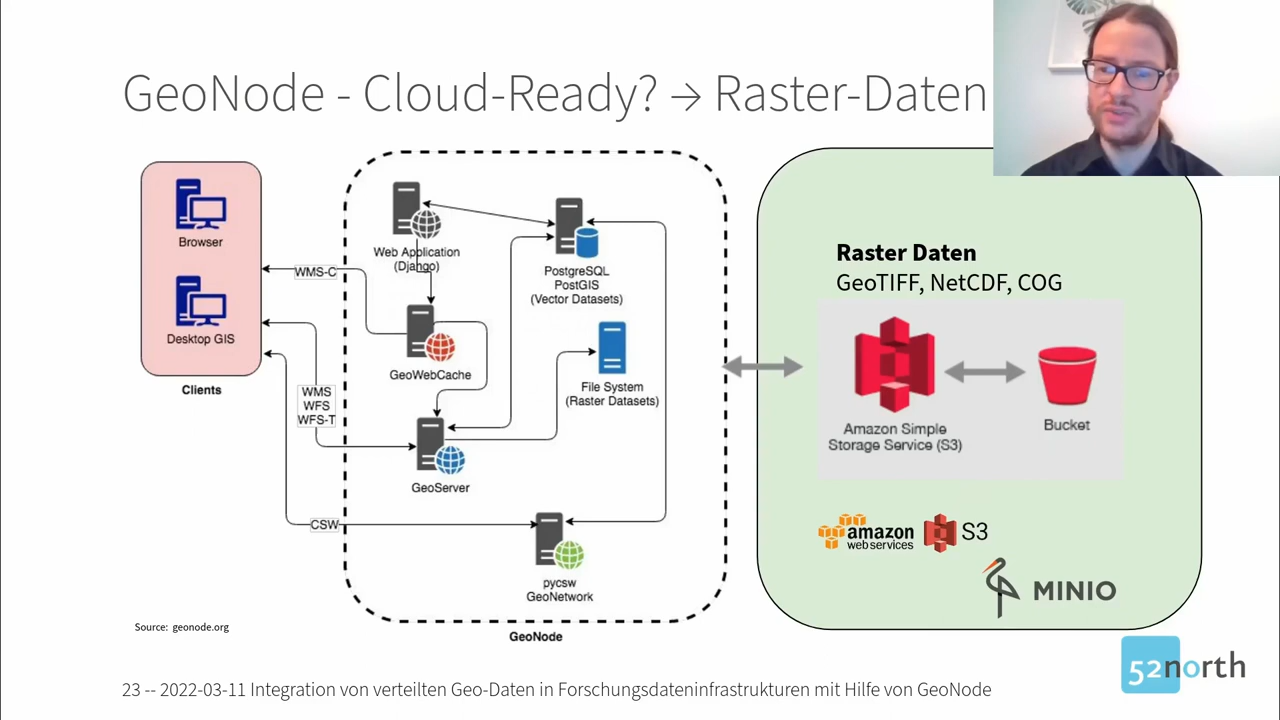 GeoNode - Cloud-Ready? → Raster-Daten
Browser
Desktop GIS
Clients
WMS-C
WMS
WFS
WFS-T
CSW
Web Application
(Django)
PostgreSQL
PostGIS
(Vector Datasets)
GeoWebCache
File System
(Raster Datasets)
GeoServer
pycsw
GeoNetwork
GeoNode
Raster Daten
GeoTIFF, NetCDF, COG
Amazon Simple
Storage Service (S3)
Bucket
amazon
webservices
S3
MINIO
Source: geonode.org
52north
23 -- 2022-03-11 Integration von verteilten Geo-Daten in Forschungsdateninfrastrukturen mit Hilfe von GeoNode